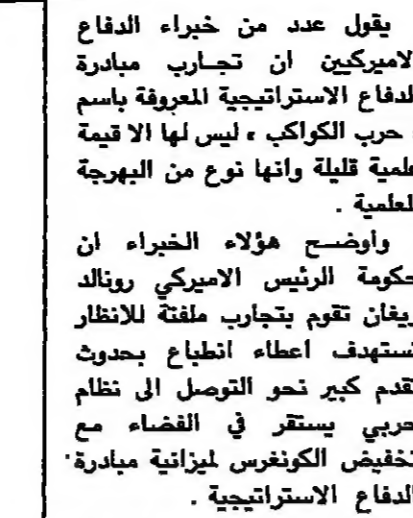 يقول عدد من خبراء الدفاع
الاميركيين ان تجارب مبادرة
الدفاع الاستراتيجية المعروفة باسم
« حرب الكواكب » ليس لها الا قيمة
علمية قليلة وانها نوع من البهرجة
العلمية .
واوضح هؤلاء الخبراء ان
حكومة الرئيس الاميركي رونالد
ريغان تقوم بتجارب ملفتة للانظار
تستهدف اعطاء انطباع بحدوث
تقدم كبير نحو التوصل الى نظام
حربي يستقر في الفضاء مع
تخفيض الكونغرس لميزانية مبادرة
الدفاع الاستراتيجية .